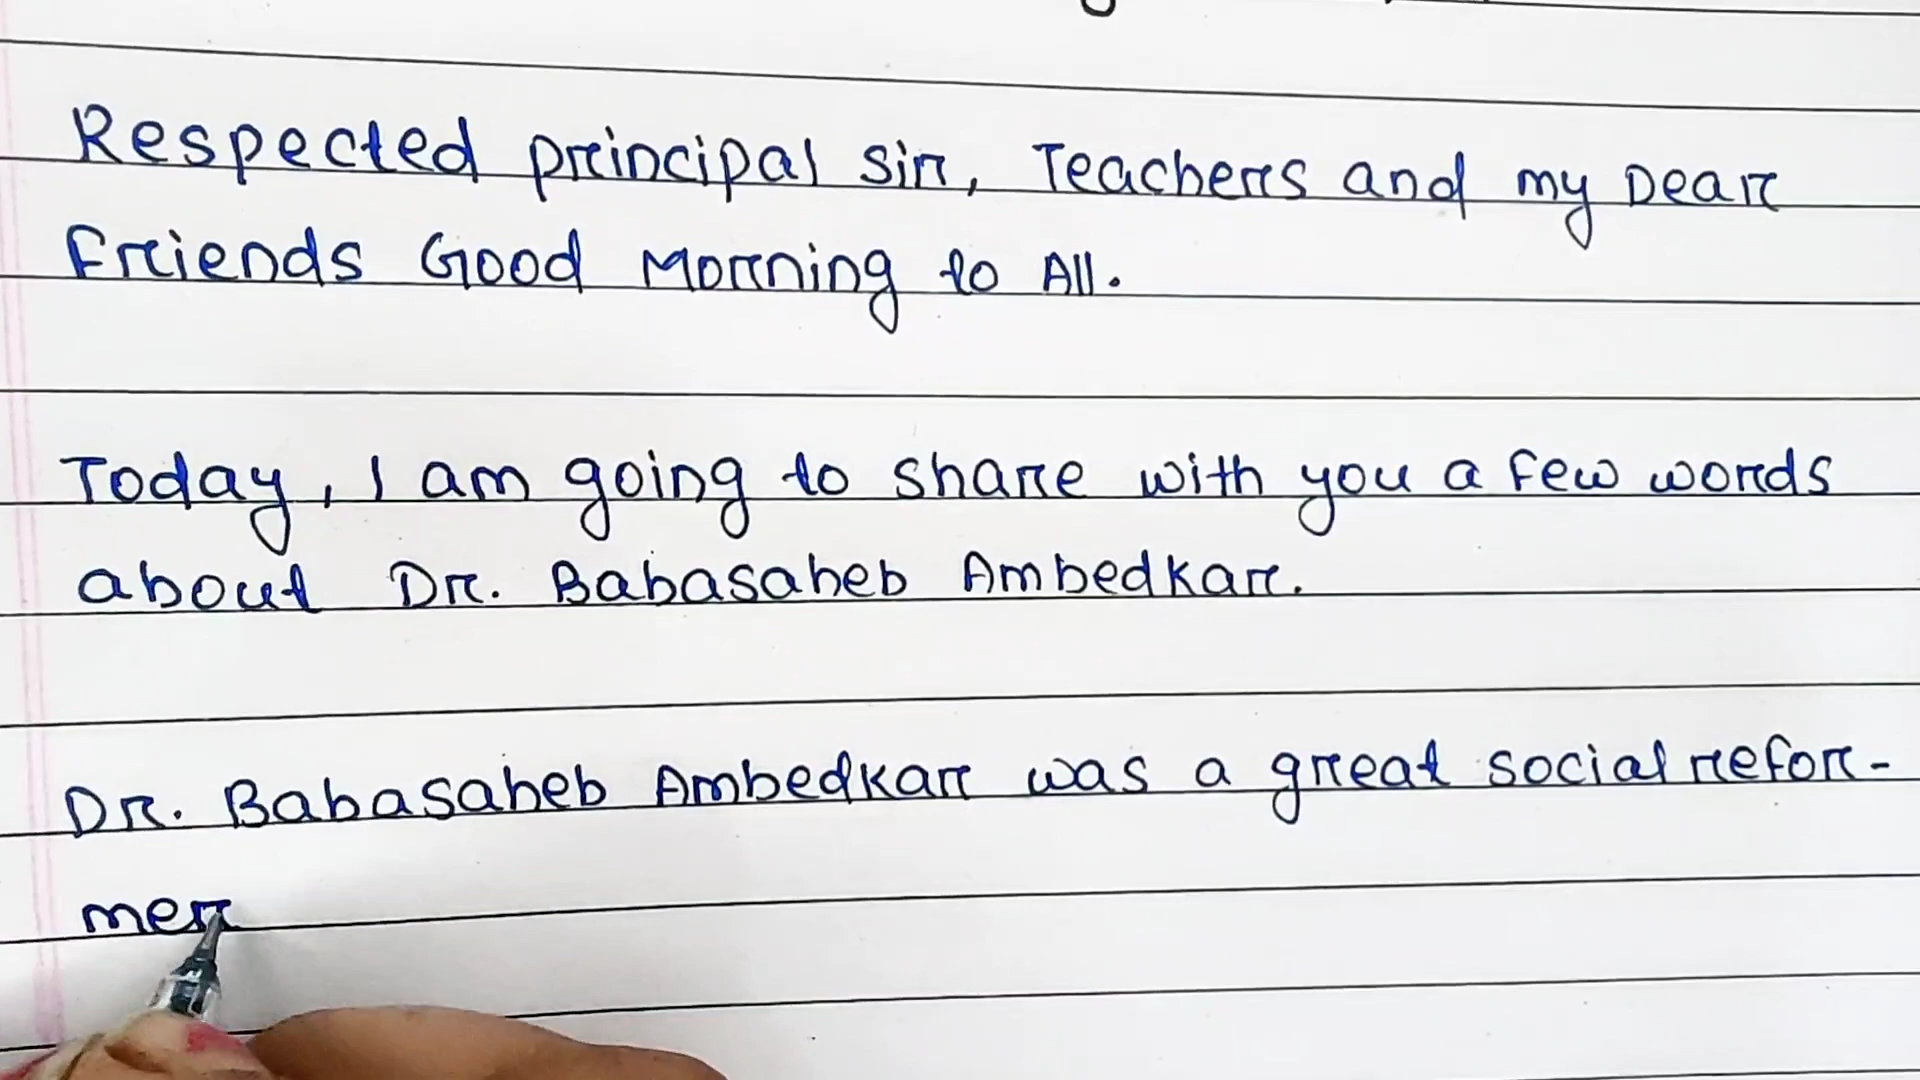 Respected principal sir, Teachers and my Dear
Friends Good Morning to All.
Today, I am going to share with you a few words
about Dr. Babasaheb Ambedkar.
Dr. Babasaheb Ambedkar was a great social refor-
mer